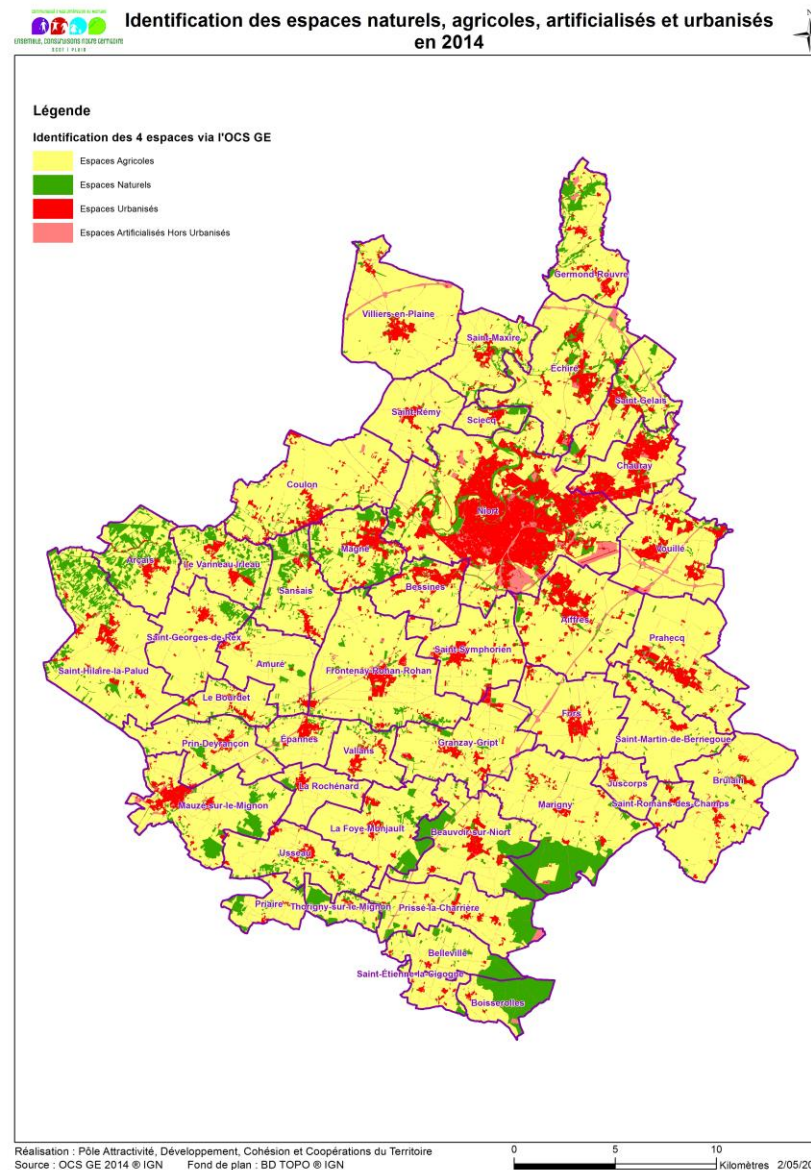 Identification des espaces naturels, agricoles, artificialisés et urbanisés
en 2014
Légende
Identification des 4 espaces via l'OCS GE
Espaces Agricoles
Espaces Naturels
Espaces Urbanisés
Espaces Artificialisés Hors Urbanisés
Germond-Rouvre
Villiers-en-Plaine
Saint-Maxire
Echiré
Saint-Rémy
Sciecq
Saint-Gelais
Chauray
Coulon
Niort
Magné
Vouillé
Arçais
Le Vanneau-Irleau
Sansais
Bessines
Aiffres
Saint-Georges-de-Rex
Saint-Symphorien
Prahecq
Saint-Hilaire-la-Palud
Amuré
Frontenay-Rohan-Rohan
Le Bourdet
Fors
Prin-Deyrançon
Épannes
Vallans
Granzay-Gript
Saint-Martin-de-Bernegoue
Juscorps
Brûlain
La Rochénard
Mauzé-sur-le-Mignon
Marigny
Saint-Romans-des-Champs
La Foye-Monjault
Beauvoir-sur-Niort
Usseau
Priaire
Thorigny-sur-le-Mignon
Prissé-la-Charrière
Belleville
Saint-Étienne-la-Cigogne
Boisserolles
Réalisation : Pôle Attractivité, Développement, Cohésion et Coopérations du Territoire
Source : OCS GE 2014 ® IGN Fond de plan : BD TOPO ® IGN
0 5 10
Kilomètres 2/05/20